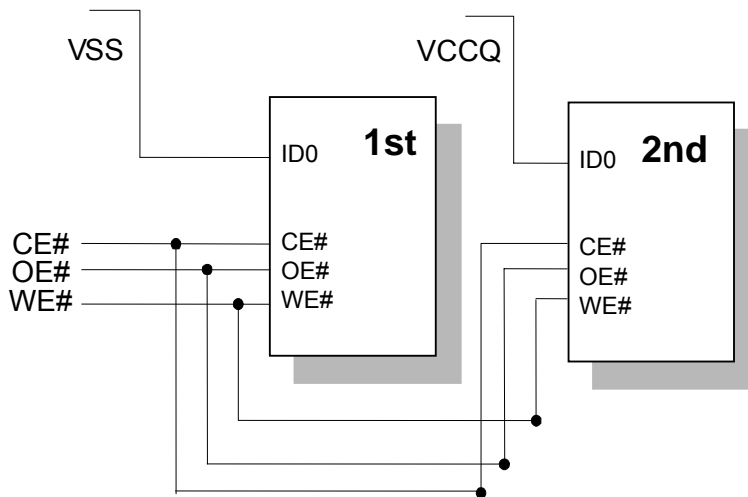 VSS
VCCQ
1st
ID0
2nd
ID0
CE#
CE#
CE#
OE#
OE#
OE#
WE#
WE#
WE#